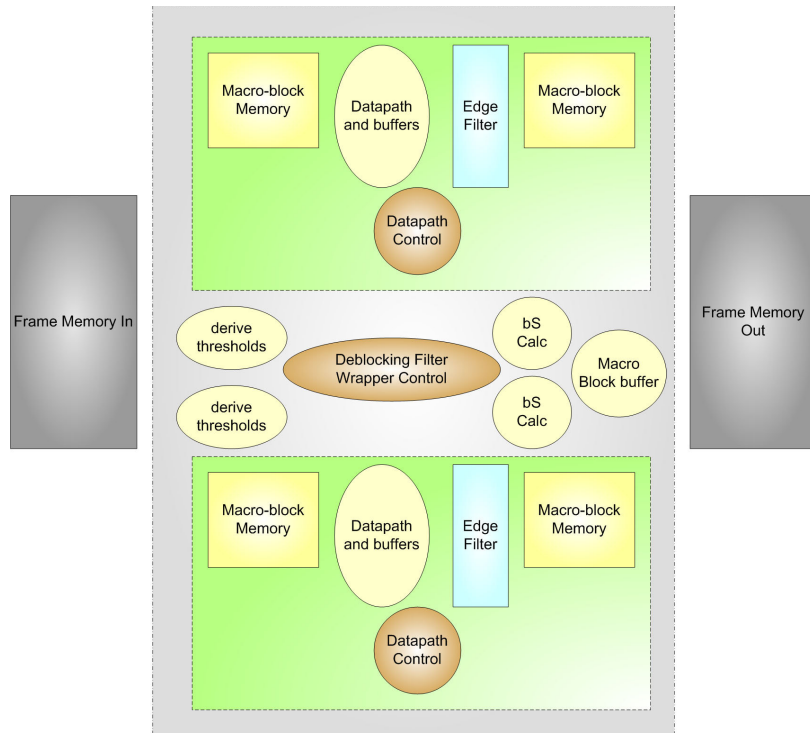 Macro-block
Memory
Datapath
and buffers
Edge
Filter
Macro-block
Memory
Datapath
Control
Frame Memory In
derive
thresholds
derive
thresholds
Deblocking Filter
Wrapper Control
bS
Calc
bS
Calc
Macro
Block buffer
Frame Memory
Out
Macro-block
Memory
Datapath
and buffers
Edge
Filter
Macro-block
Memory
Datapath
Control